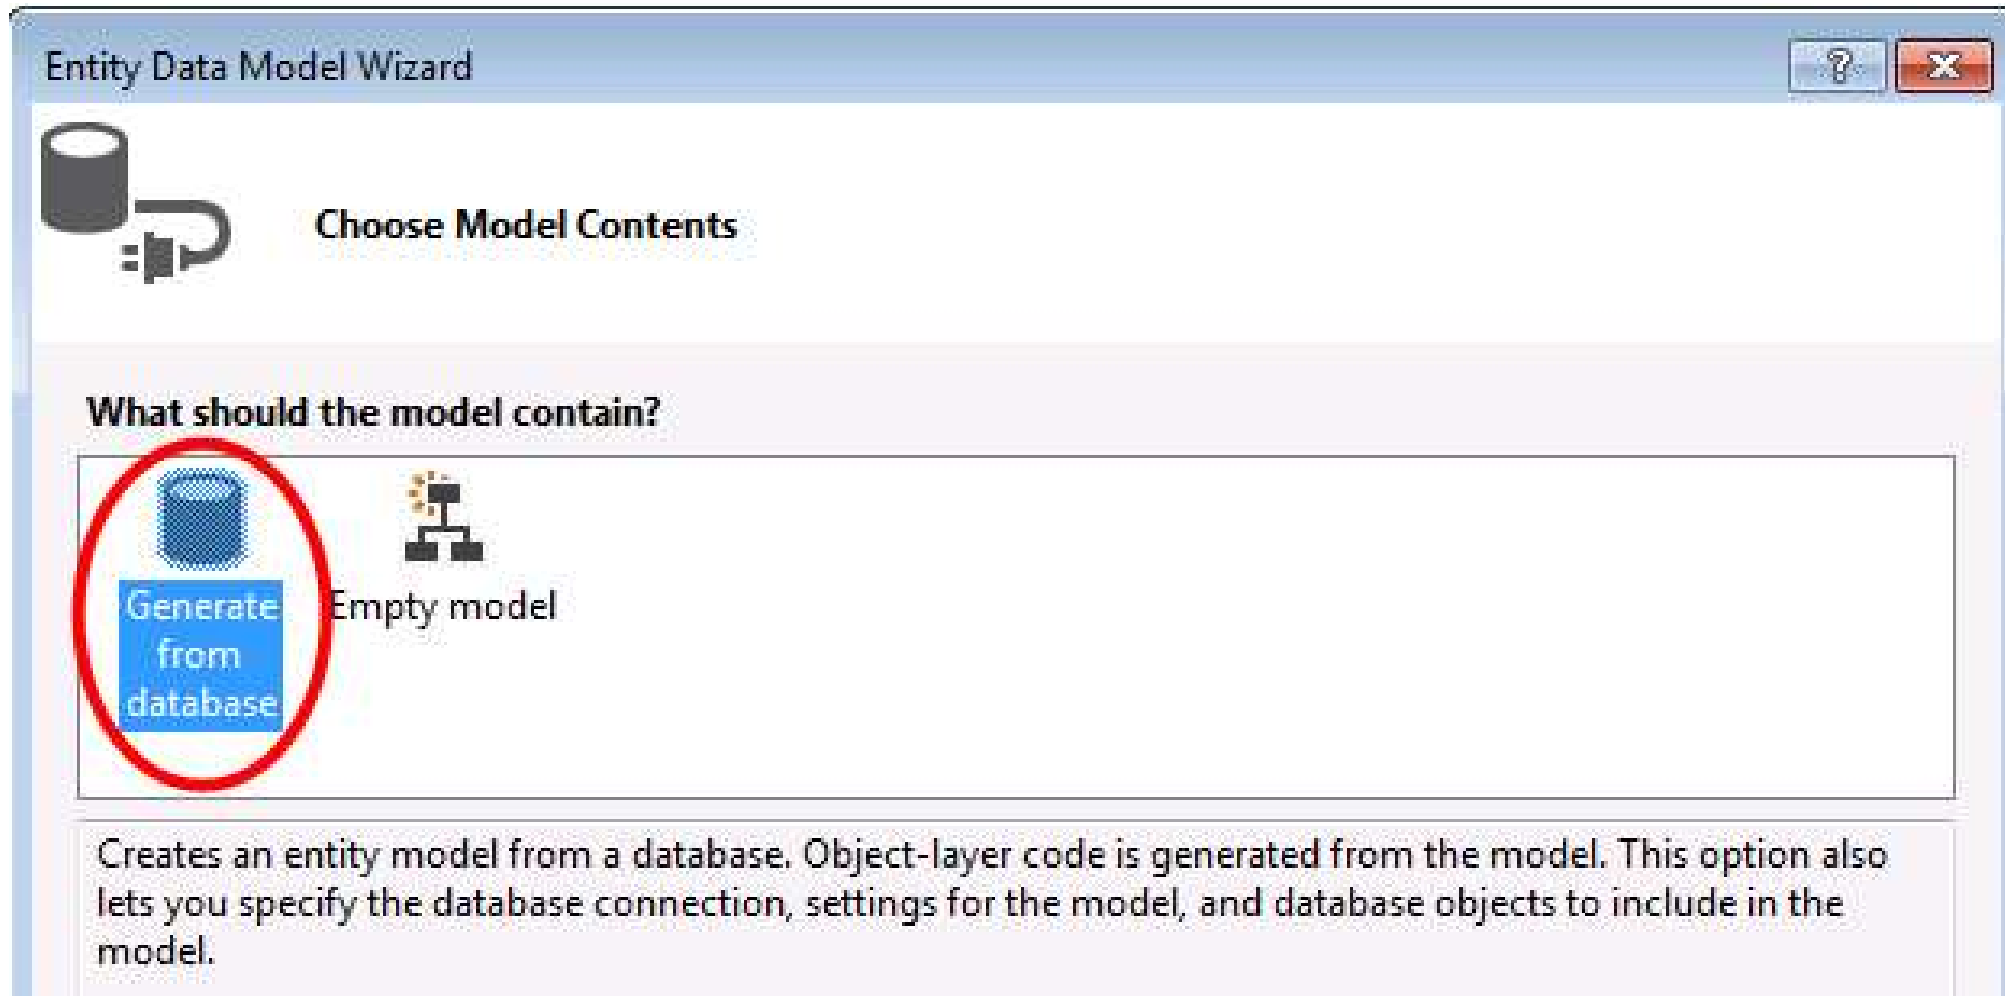 Entity Data Model Wizard
?
Choose Model Contents
What should the model contain?
Generate
from
database
Empty model
Creates an entity model from a database. Object-layer code is generated from the model. This option also
lets you specify the database connection, settings for the model, and database objects to include in the
model.